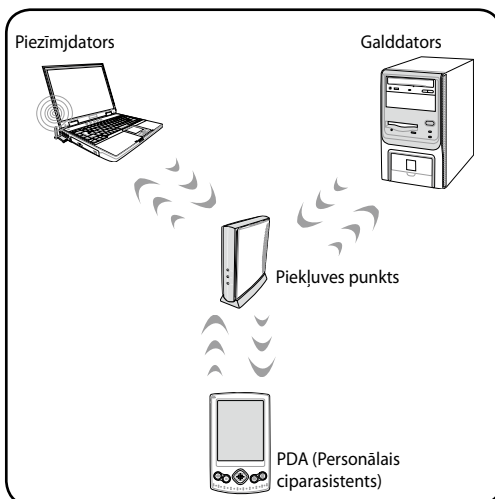 Piezīmjdators
Galddators
Piekļuves punkts
PDA (Personālais
ciparasistents)